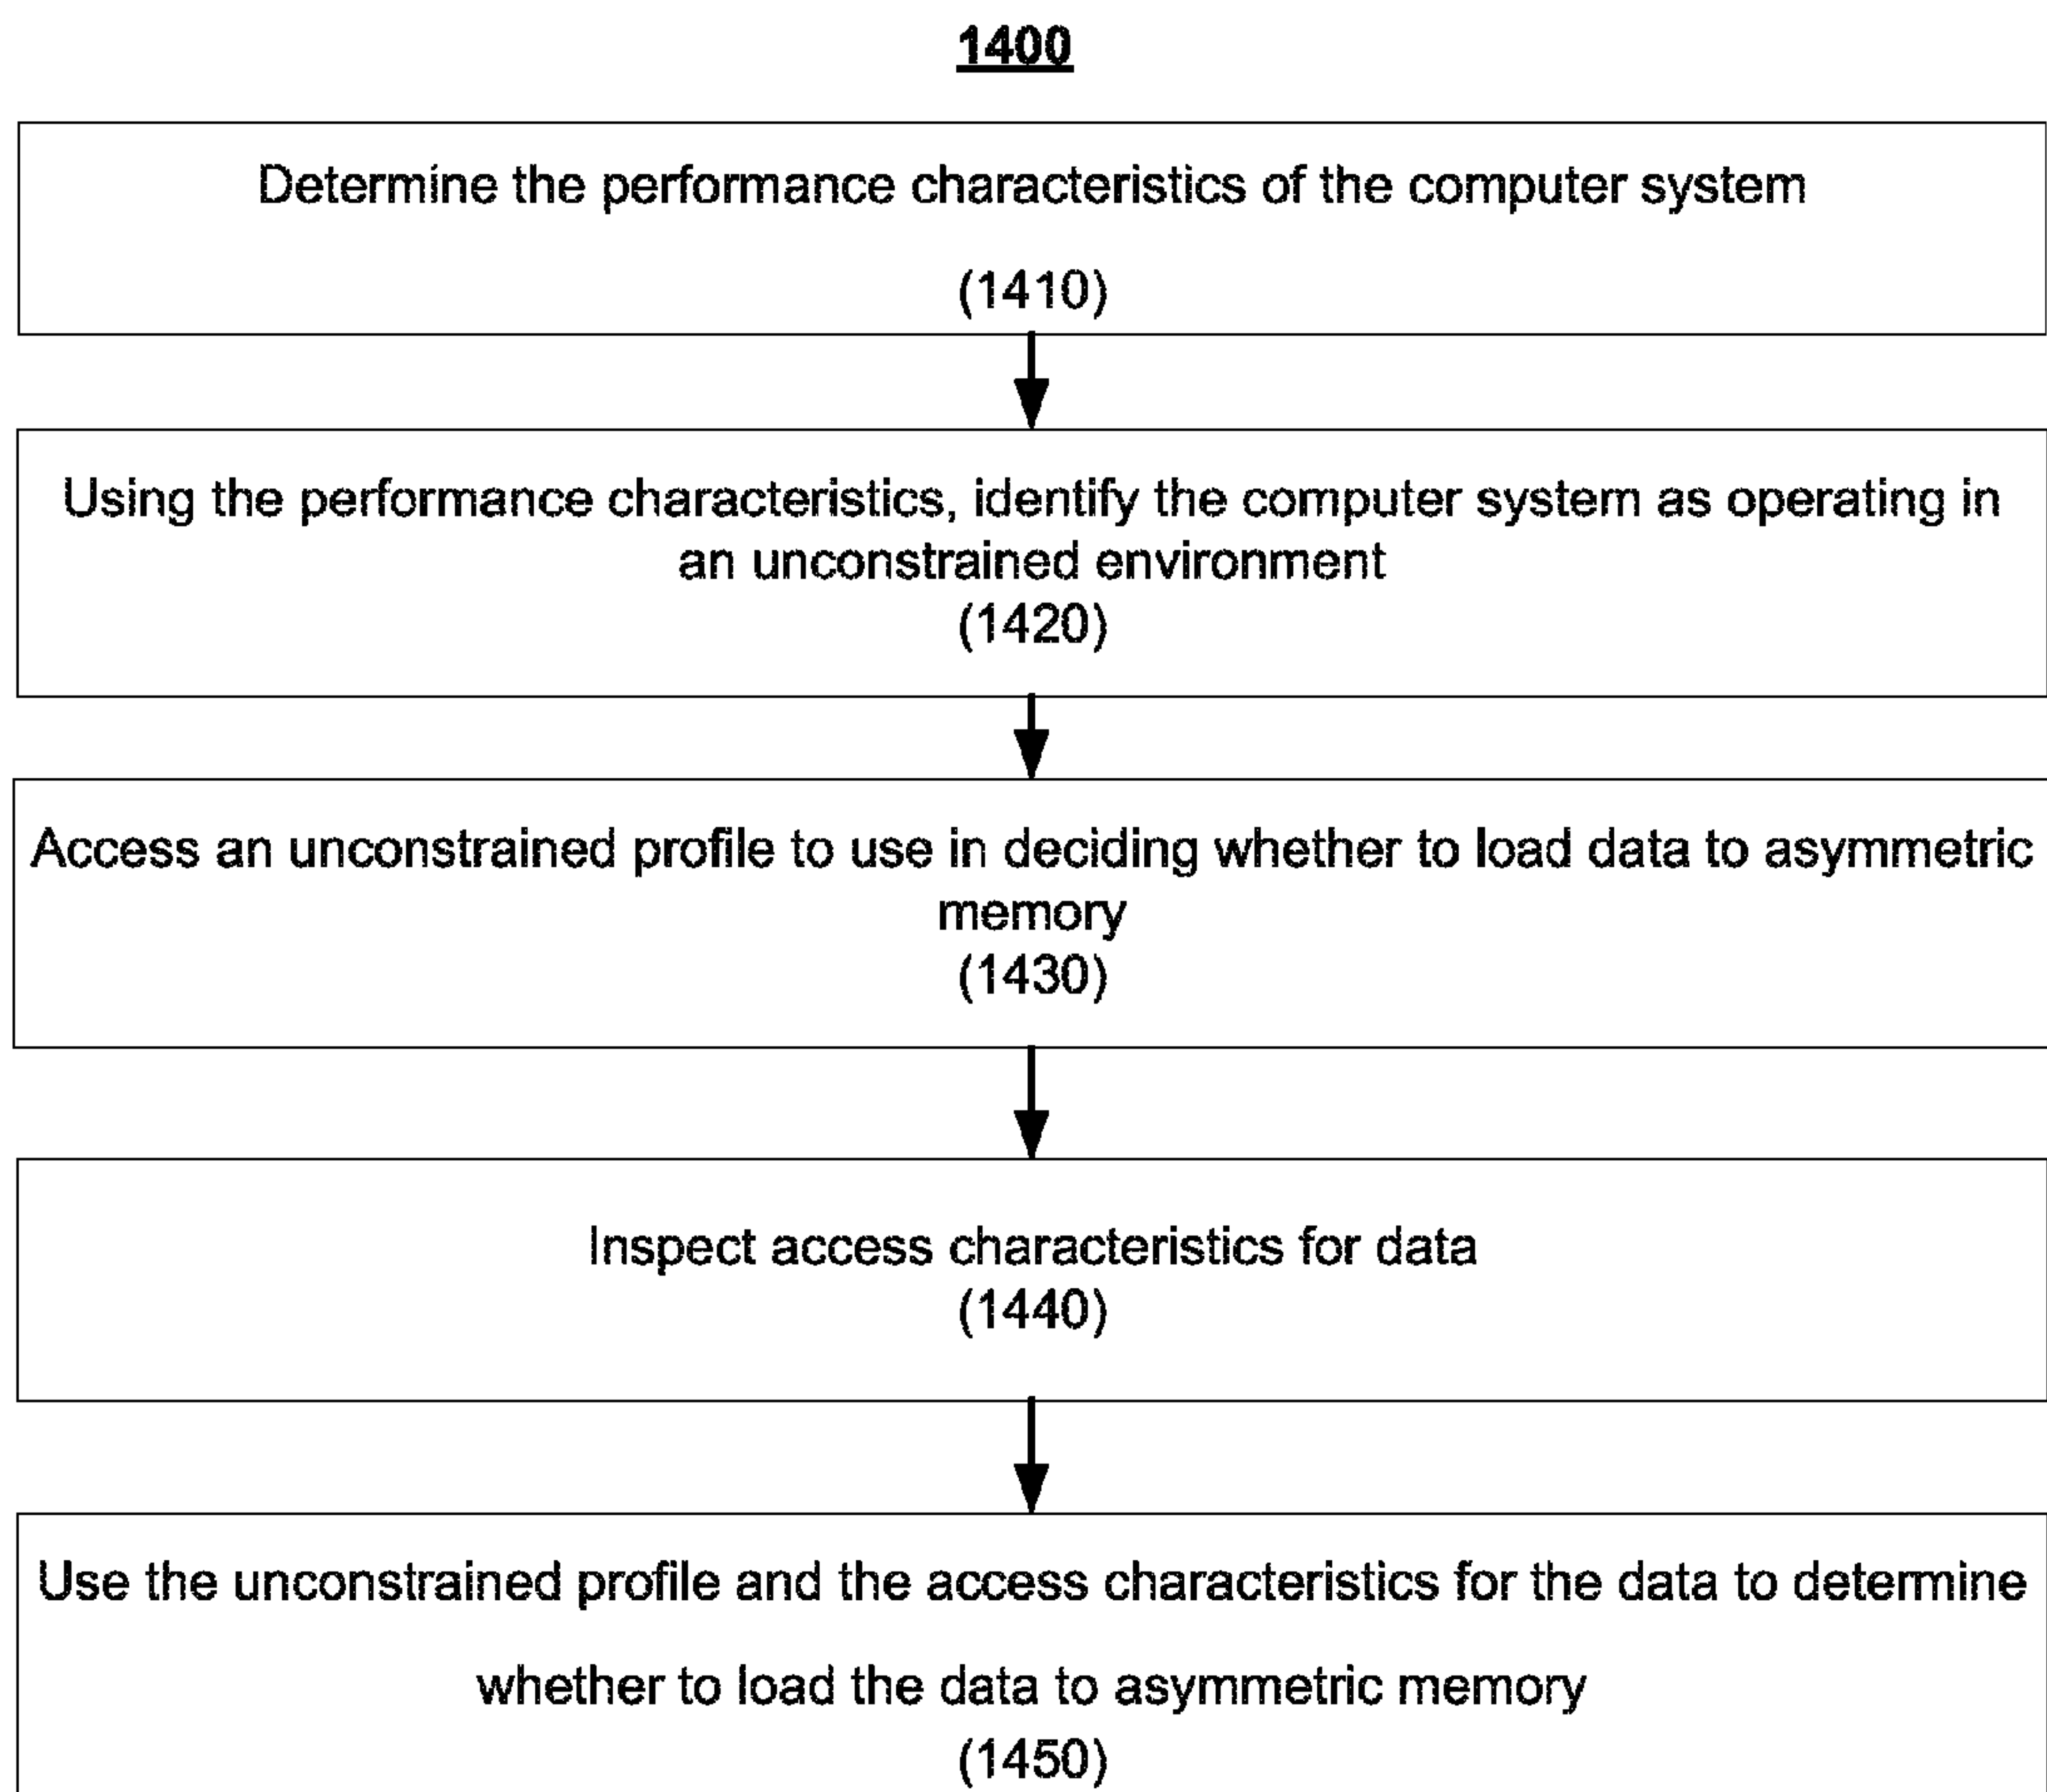 1400
Determine the performance characteristics of the computer system
(1410)
Using the performance characteristics, identify the computer system as operating in
an unconstrained environment
(1420)
Access an unconstrained profile to use in deciding whether to load data to asymmetric
memory
(1430)
Inspect access characteristics for data
(1440)
Use the unconstrained profile and the access characteristics for the data to determine
whether to load the data to asymmetric memory
(1450)